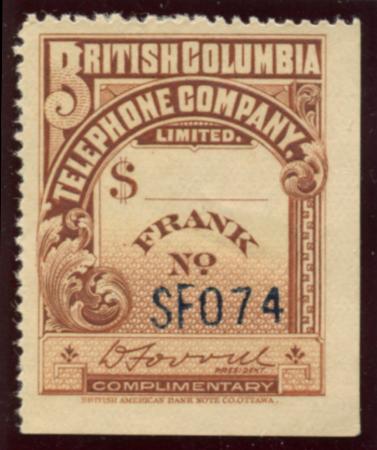 BRITISH COLUMBIA
TELEPHONE COMPANY,
LIMITED.
$
FRANK
No
SF074
PRESIDENT.
COMPLIMENTARY
BRITISH AMERICAN BANK NOTE CO. OTTAWA.